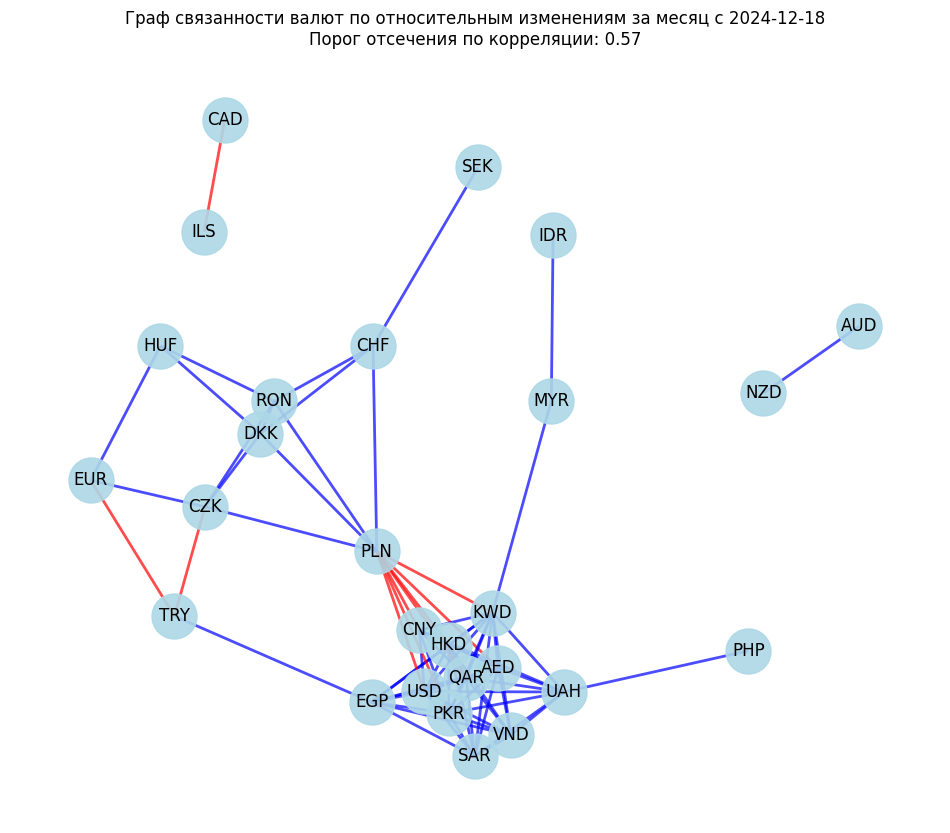 Граф связанности валют по относительным изменениям за месяц с 2024-12-18
Порог отсечения по корреляции: 0.57
CAD
SEK
ILS
IDR
AUD
HUF
CHF
NZD
RON
MYR
DKK
EUR
CZK
PLN
TRY
KWD
CNY
HKD
PHP
AED
QAR
USD
UAH
EGP
PKR
VND
SAR